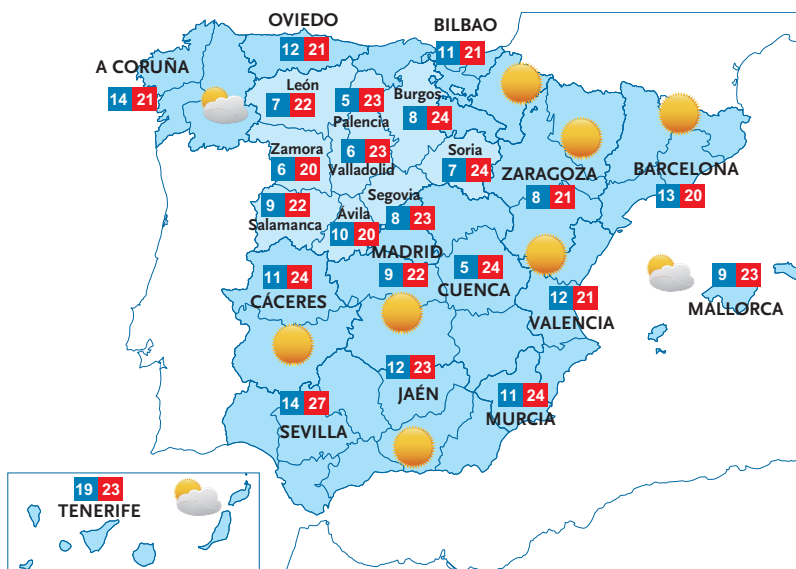 OVIEDO
12 21
BILBAO
11 21
A CORUÑA
14 21
León
7 22
5 23
Palencia
Burgos
8 24
Zamora
6 20
6 23
Valladolid
Soria
7 24
ZARAGOZA
8 21
BARCELONA
13 20
9 22
Salamanca
Ávila
10 20
Segovia
8 23
MADRID
9 22
5 24
CUENCA
11 24
CÁCERES
12 21
VALENCIA
9 23
MALLORCA
12 23
JAÉN
14 27
SEVILLA
11 24
MURCIA
19 23
TENERIFE